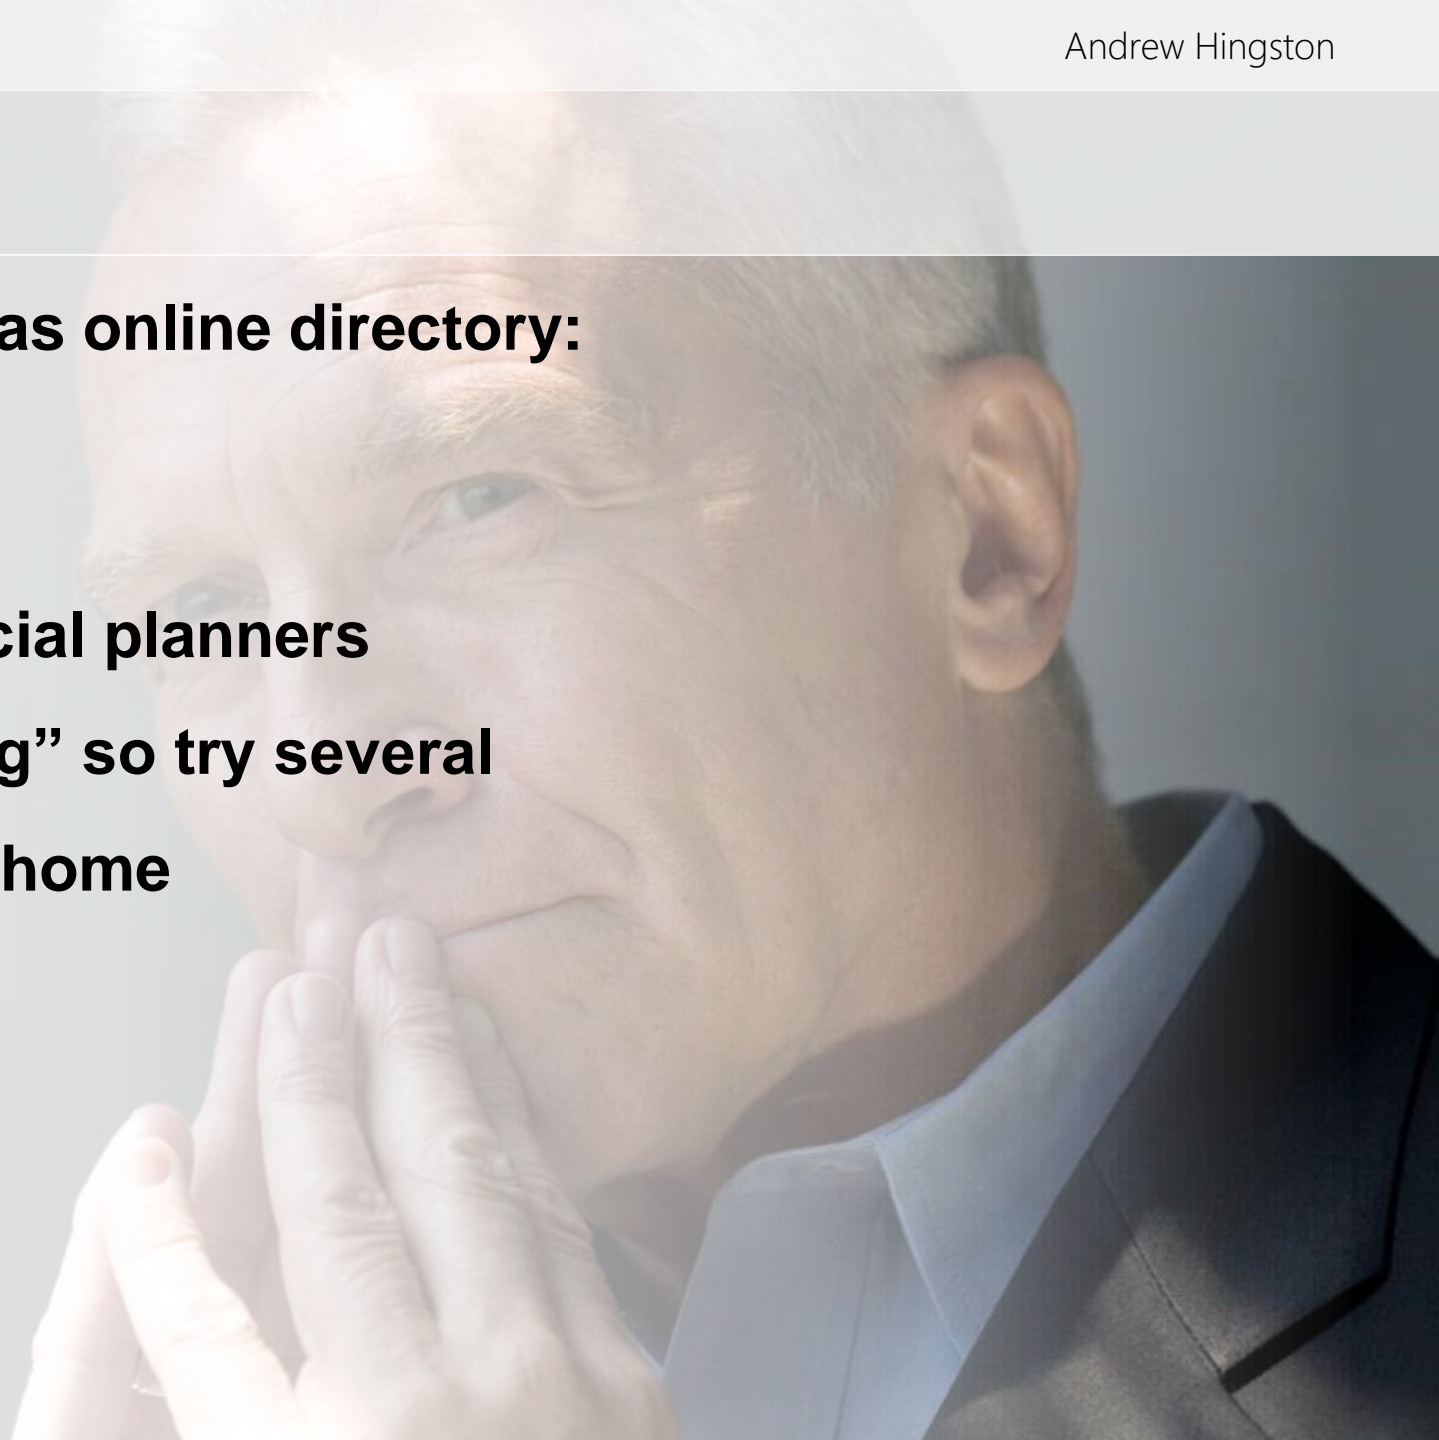 Andrew Hingston
as online directory:
cial planners
g” so try several
home